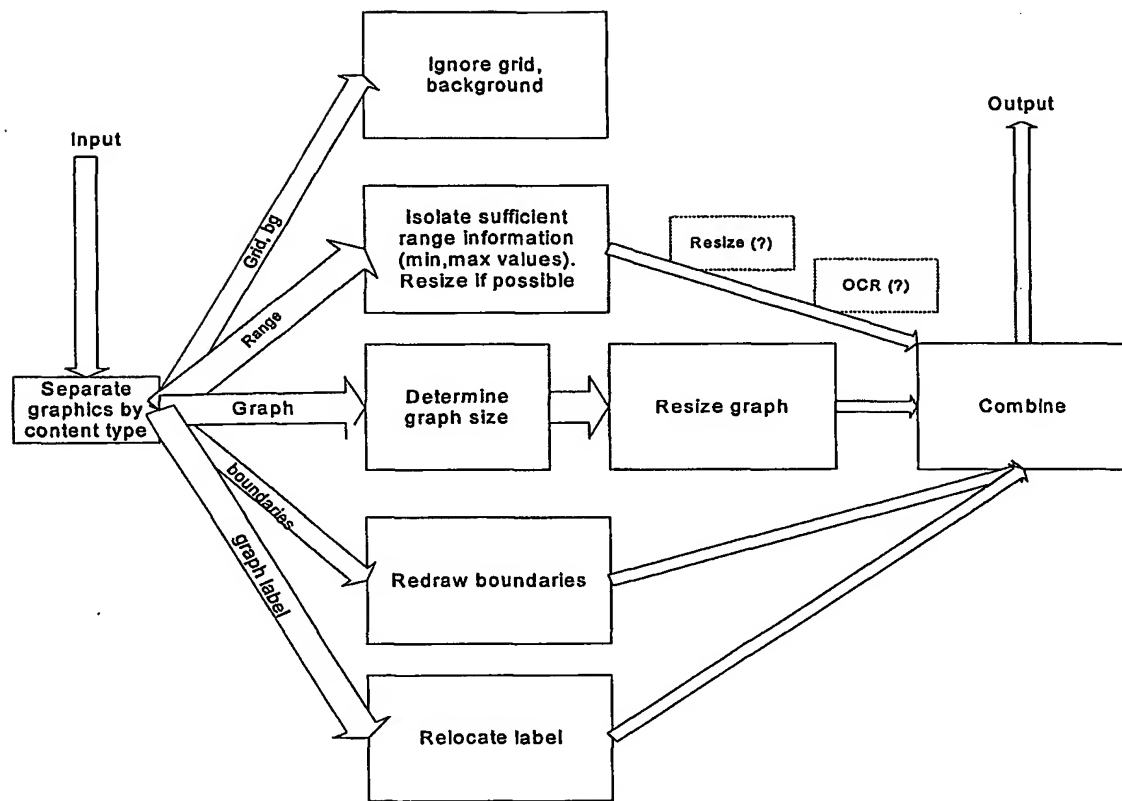 Ignore grid,
background
Output
Input
Grid, bg
Isolate sufficient
range information
(min,max values).
Resize if possible
Resize (?)
OCR (?)
Range
Separate
graphics by
content type
Graph
Determine
graph size
Resize graph
Combine
boundaries
graph label
Redraw boundaries
Relocate label